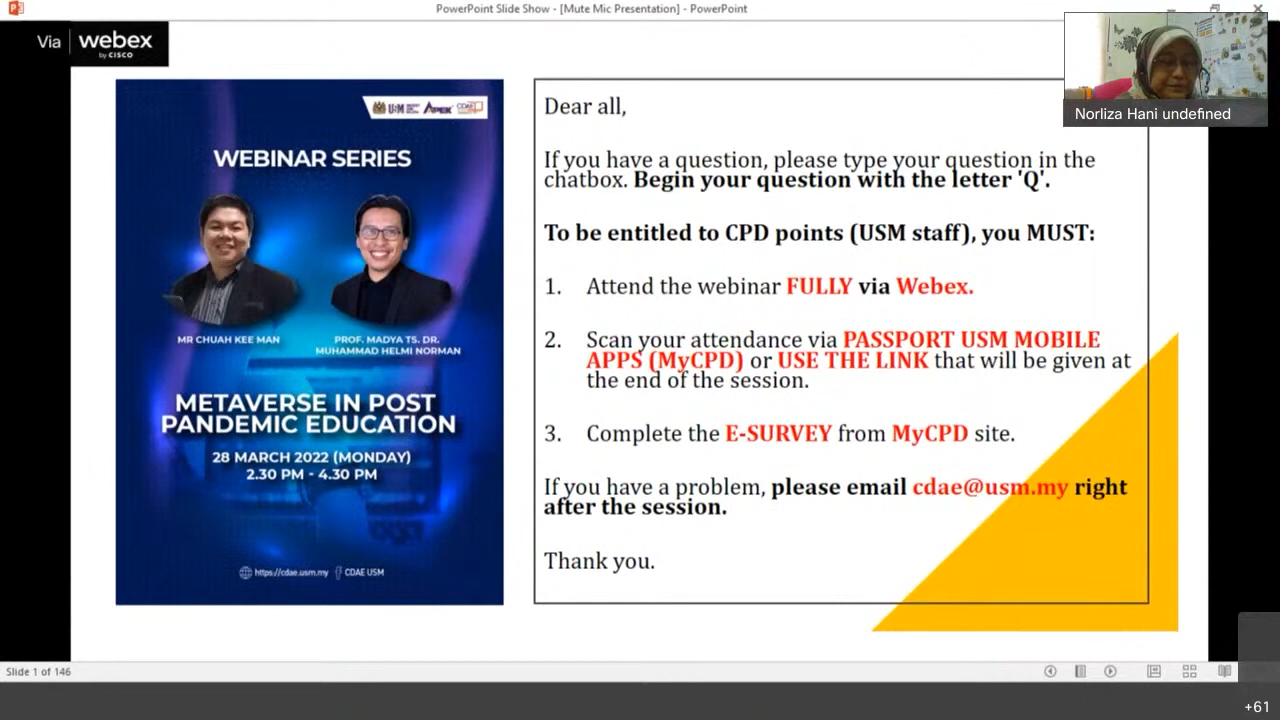 PowerPoint Slide Show - [Mute Mic Presentation] - PowerPoint
Via webex
by CISCO
Norliza Hani undefined
USM APEX CDAE
WEBINAR SERIES
MR CHUAH KEE MAN
PROF. MADYA TS. DR.
MUHAMMAD HELMI NORMAN
METAVERSE IN POST
PANDEMIC EDUCATION
28 MARCH 2022 (MONDAY)
2.30 PM - 4.30 PM
https://cdae.usm.my CDAE USM
Dear all,
If you have a question, please type your question in the
chatbox. Begin your question with the letter 'Q'.
To be entitled to CPD points (USM staff), you MUST:
1. Attend the webinar FULLY via Webex.
2. Scan your attendance via PASSPORT USM MOBILE
APPS (MyCPD) or USE THE LINK that will be given at
the end of the session.
3. Complete the E-SURVEY from MyCPD site.
If you have a problem, please email cdae@usm.my right
after the session.
Thank you.
Slide 1 of 146
+61